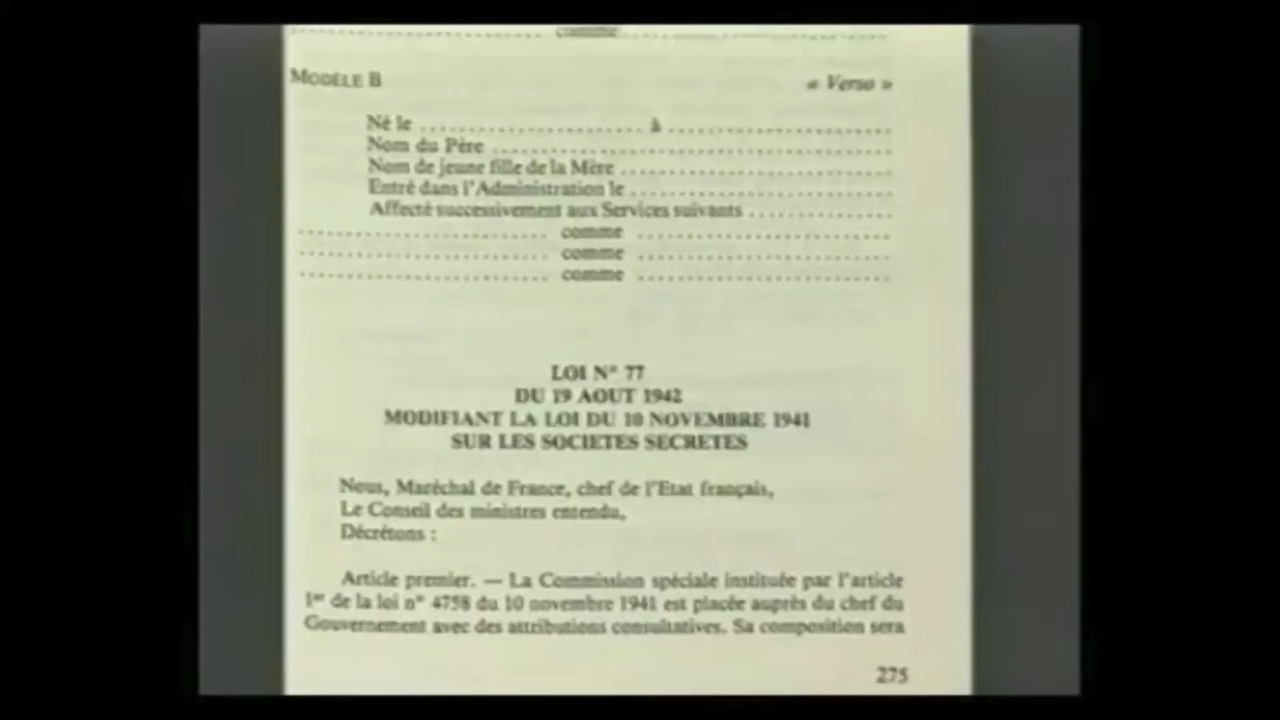 comme
MODÈLE B « Verso »
Né le ........................ à ........................
Nom du Père ........................
Nom de jeune fille de la Mère ........................
Entré dans l'Administration le ........................
Affecté successivement aux Services suivants ...............
........................ comme ........................
........................ comme ........................
........................ comme ........................
LOI N° 77
DU 19 AOUT 1942
MODIFIANT LA LOI DU 10 NOVEMBRE 1941
SUR LES SOCIETES SECRETES
Nous, Maréchal de France, chef de l'Etat français,
Le Conseil des ministres entendu,
Décrétons :
Article premier. — La Commission spéciale instituée par l'article
1er de la loi n° 4758 du 10 novembre 1941 est placée auprès du chef du
Gouvernement avec des attributions consultatives. Sa composition sera
275